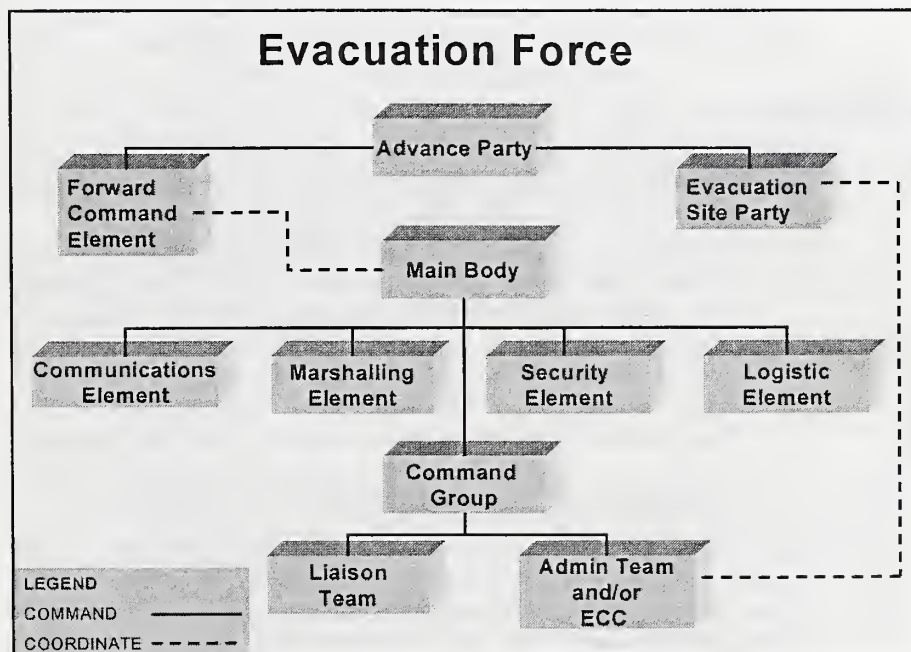 Evacuation Force
Advance Party
Forward
Command
Element
Evacuation
Site Party
Main Body
Communications
Element
Marshalling
Element
Security
Element
Logistic
Element
Command
Group
Liaison
Team
Admin Team
and/or
ECC
LEGEND
COMMAND
COORDINATE